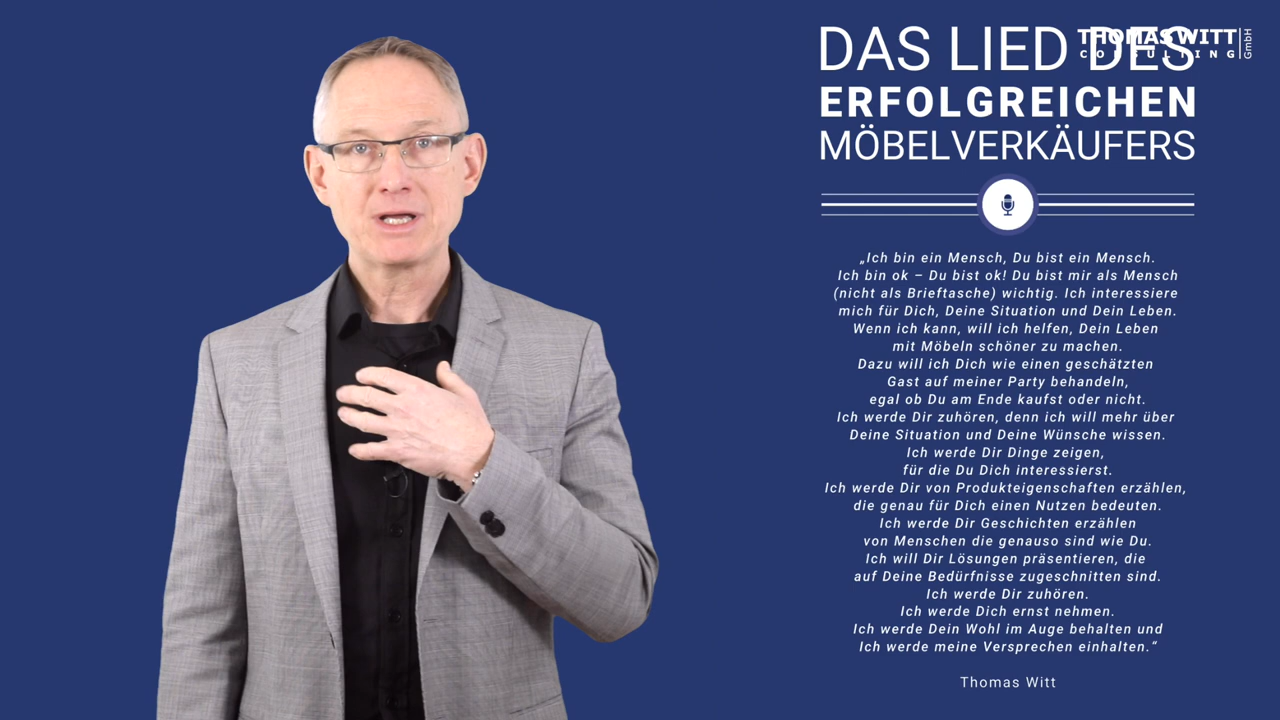 DAS LIED DES
ERFOLGREICHEN
MÖBELVERKÄUFERS
THOMAS WITT
CONSULTING
GmbH
„Ich bin ein Mensch, Du bist ein Mensch.
Ich bin ok – Du bist ok! Du bist mir als Mensch
(nicht als Brieftasche) wichtig. Ich interessiere
mich für Dich, Deine Situation und Dein Leben.
Wenn ich kann, will ich helfen, Dein Leben
mit Möbeln schöner zu machen.
Dazu will ich Dich wie einen geschätzten
Gast auf meiner Party behandeln,
egal ob Du am Ende kaufst oder nicht.
Ich werde Dir zuhören, denn ich will mehr über
Deine Situation und Deine Wünsche wissen.
Ich werde Dir Dinge zeigen,
für die Du Dich interessierst.
Ich werde Dir von Produkteigenschaften erzählen,
die genau für Dich einen Nutzen bedeuten.
Ich werde Dir Geschichten erzählen
von Menschen die genauso sind wie Du.
Ich will Dir Lösungen präsentieren, die
auf Deine Bedürfnisse zugeschnitten sind.
Ich werde Dir zuhören.
Ich werde Dich ernst nehmen.
Ich werde Dein Wohl im Auge behalten und
Ich werde meine Versprechen einhalten.“
Thomas Witt